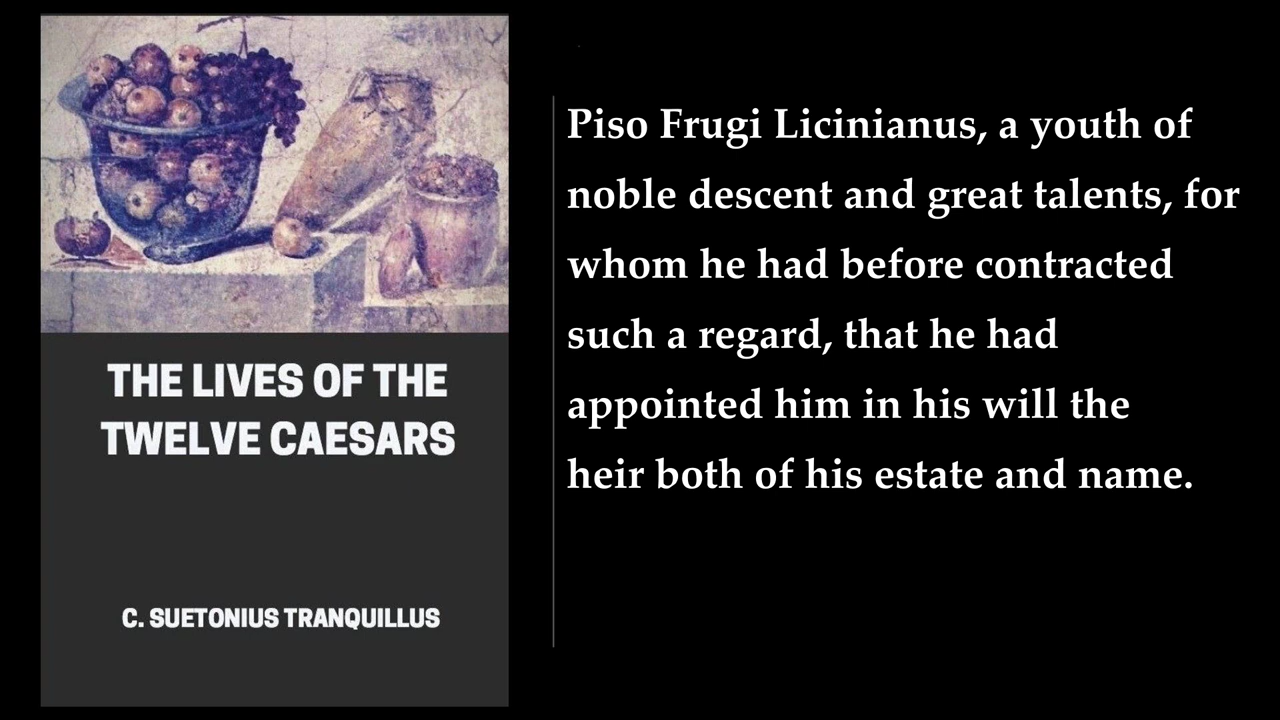 THE LIVES OF THE
TWELVE CAESARS
C. SUETONIUS TRANQUILLUS
Piso Frugi Licinianus, a youth of
noble descent and great talents, for
whom he had before contracted
such a regard, that he had
appointed him in his will the
heir both of his estate and name.